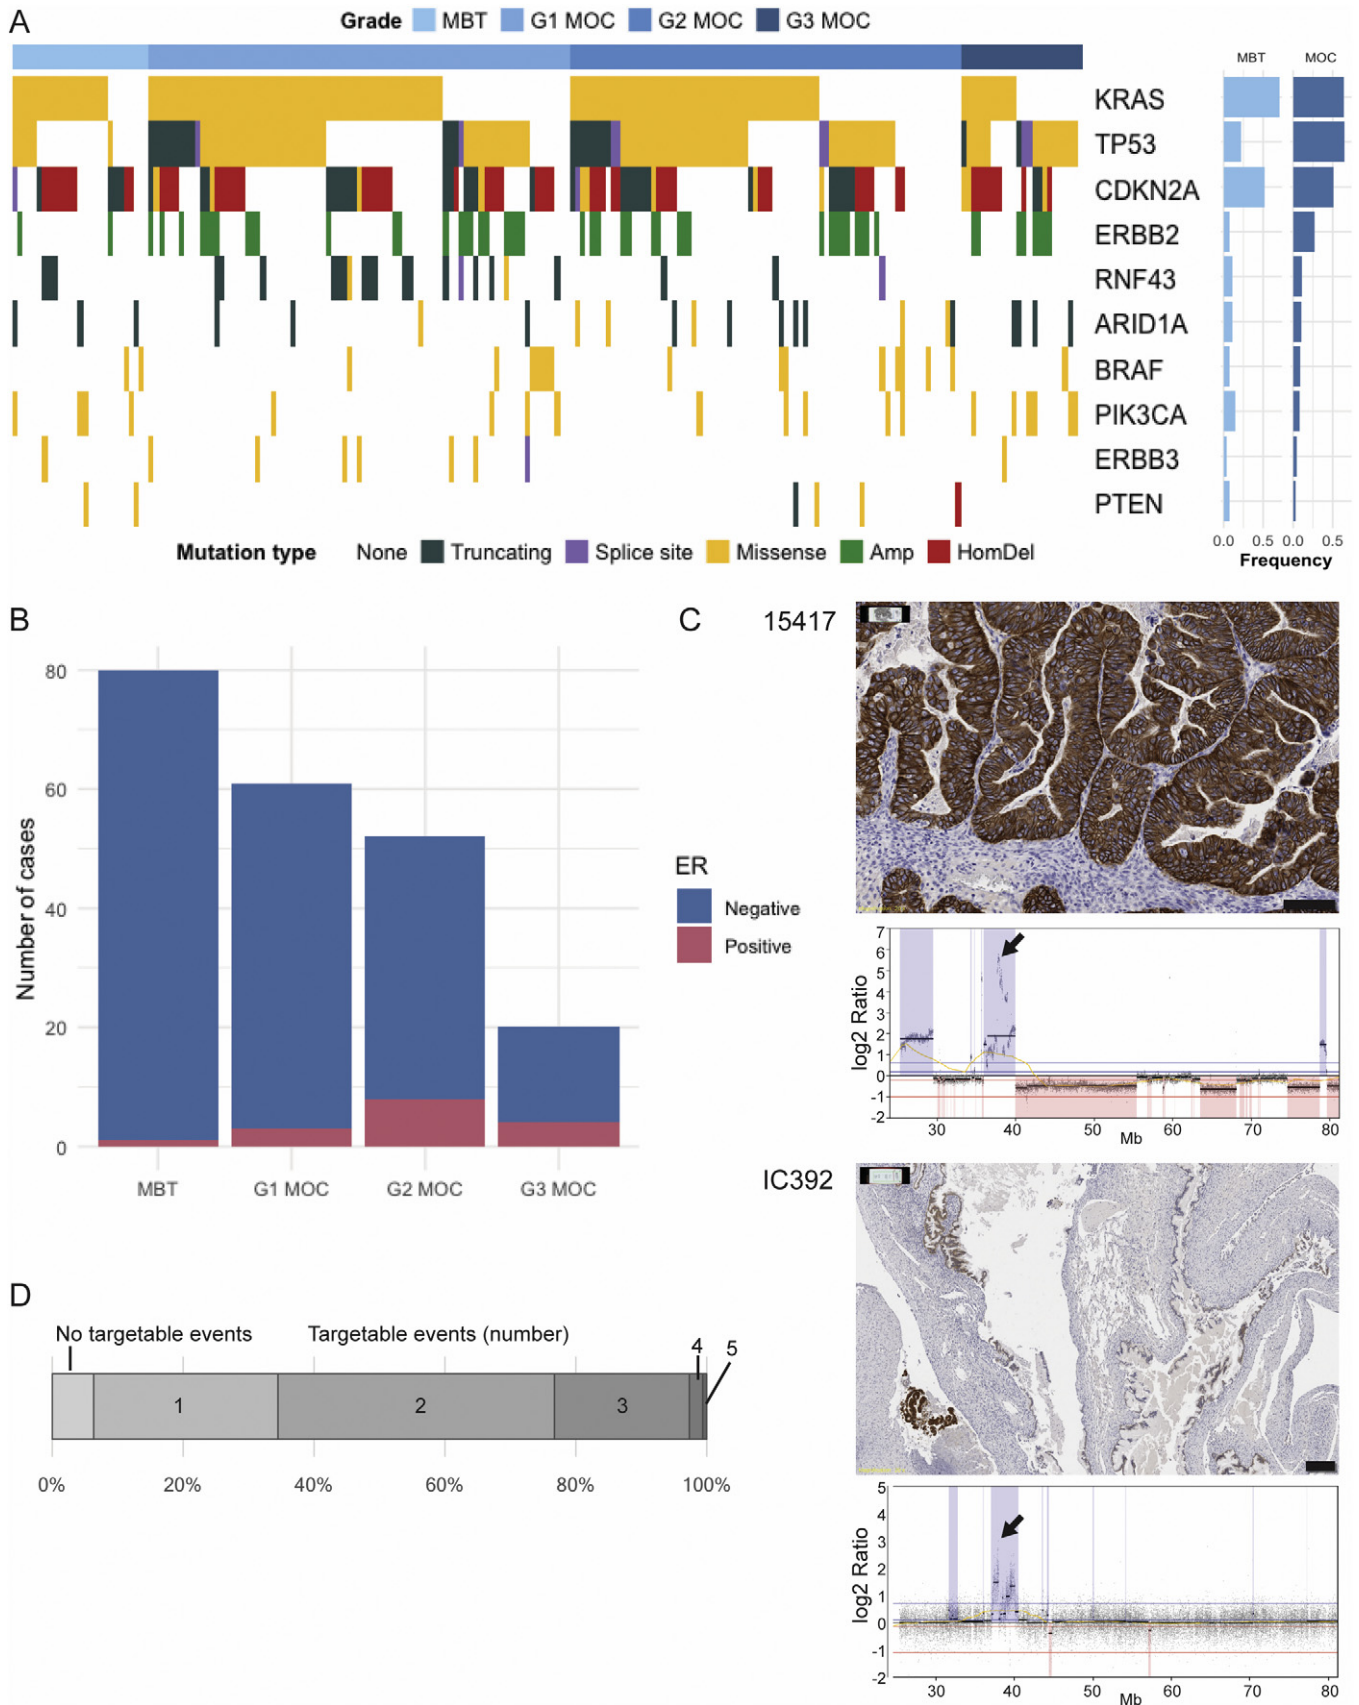 A
Grade MBT G1 MOC G2 MOC G3 MOC
MBT MOC
KRAS
TP53
CDKN2A
ERBB2
RNF43
ARID1A
BRAF
PIK3CA
ERBB3
PTEN
0.0 0.5 0.0 0.5
Frequency
Mutation type None Truncating Splice site Missense Amp HomDel
B
80
60
40
20
0
Number of cases
MBT G1 MOC G2 MOC G3 MOC
ER
Negative
Positive
C
15417
7
6
5
4
3
2
1
0
-1
-2
log2 Ratio
30 40 50 60 70 80
Mb
IC392
5
4
3
2
1
0
-1
-2
log2 Ratio
30 40 50 60 70 80
Mb
D
No targetable events Targetable events (number) 4 5
1 2 3
0% 20% 40% 60% 80% 100%